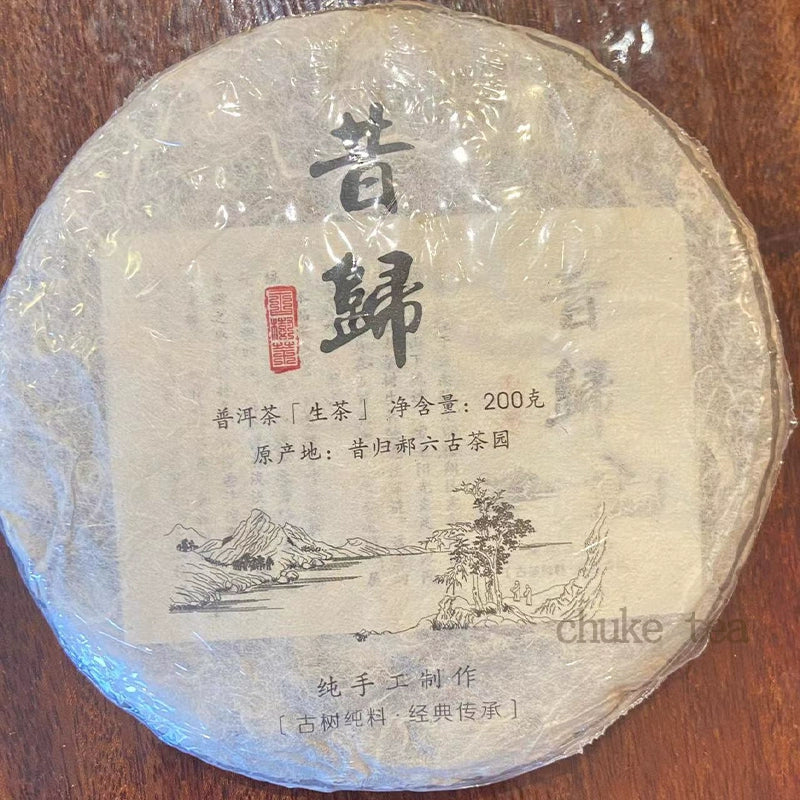 昔
歸
普洱茶「生茶」 净含量：200克
原产地：昔归郝六古茶园
纯手工制作
[ 古树纯料·经典传承 ]
chuke tea